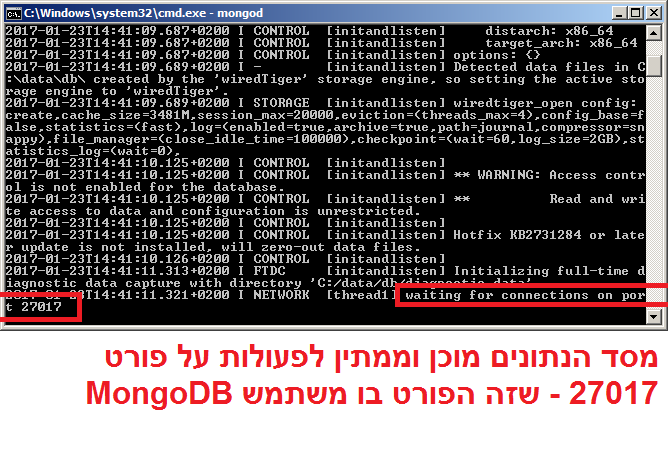 C:\Windows\system32\cmd.exe - mongod
2017-01-23T14:41:09.687+0200 I CONTROL  [initandlisten]     distarch: x86_64
2017-01-23T14:41:09.687+0200 I CONTROL  [initandlisten]     target_arch: x86_64
2017-01-23T14:41:09.689+0200 I CONTROL  [initandlisten] options: {}
2017-01-23T14:41:09.689+0200 I -        [initandlisten] Detected data files in C
:\data\db\ created by the 'wiredTiger' storage engine, so setting the active sto
rage engine to 'wiredTiger'.
2017-01-23T14:41:09.689+0200 I STORAGE  [initandlisten] wiredtiger_open config:
create,cache_size=3481M,session_max=20000,eviction=(threads_max=4),config_base=f
alse,statistics=(fast),log=(enabled=true,archive=true,path=journal,compressor=sn
appy),file_manager=(close_idle_time=100000),checkpoint=(wait=60,log_size=2GB),st
atistics_log=(wait=0),
2017-01-23T14:41:10.125+0200 I CONTROL  [initandlisten]
2017-01-23T14:41:10.125+0200 I CONTROL  [initandlisten] ** WARNING: Access contr
ol is not enabled for the database.
2017-01-23T14:41:10.125+0200 I CONTROL  [initandlisten] **          Read and wri
te access to data and configuration is unrestricted.
2017-01-23T14:41:10.125+0200 I CONTROL  [initandlisten]
2017-01-23T14:41:10.125+0200 I CONTROL  [initandlisten] Hotfix KB2731284 or late
r update is not installed, will zero-out data files.
2017-01-23T14:41:10.126+0200 I CONTROL  [initandlisten]
2017-01-23T14:41:11.313+0200 I FTDC     [initandlisten] Initializing full-time d
iagnostic data capture with directory 'C:/data/db/diagnostic.data'
2017-01-23T14:41:11.321+0200 I NETWORK  [thread1] waiting for connections on por
t 27017
מסד הנתונים מוכן וממתין לפעולות על פורט
27017 - שזה הפורט בו משתמש MongoDB